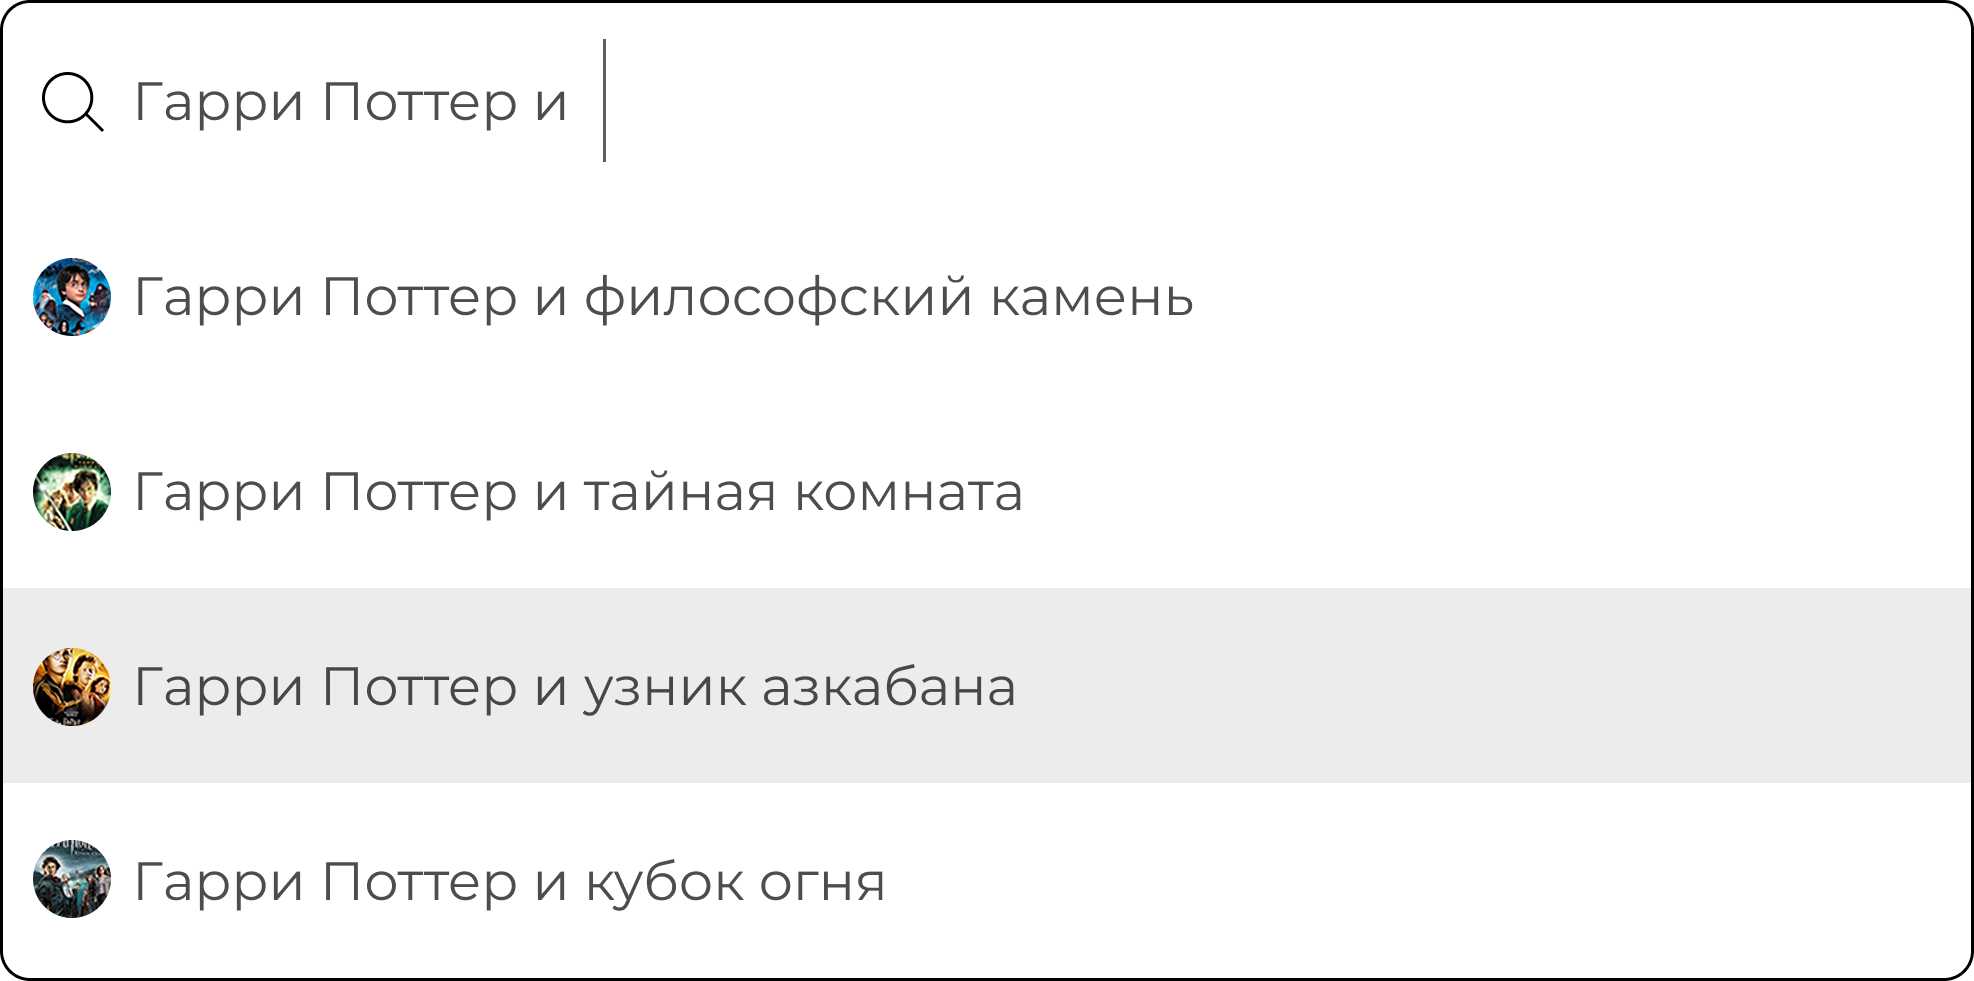 Гарри Поттер и
Гарри Поттер и философский камень
Гарри Поттер и тайная комната
Гарри Поттер и узник азкабана
Гарри Поттер и кубок огня